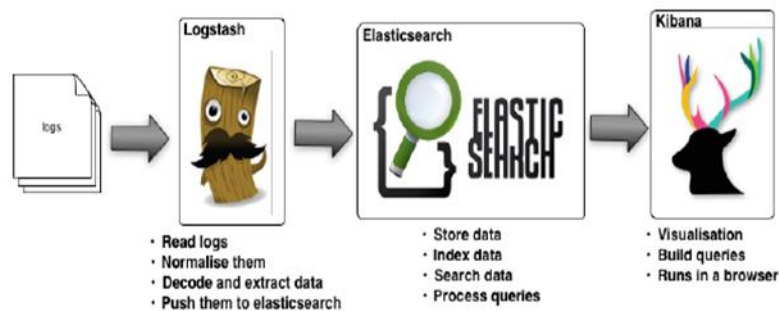 logs
Logstash
• Read logs
• Normalise them
• Decode and extract data
• Push them to elasticsearch
Elasticsearch
ELASTIC
SEARCH
• Store data
• Index data
• Search data
• Process queries
Kibana
• Visualisation
• Build queries
• Runs in a browser